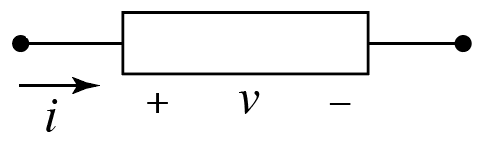 i + v −